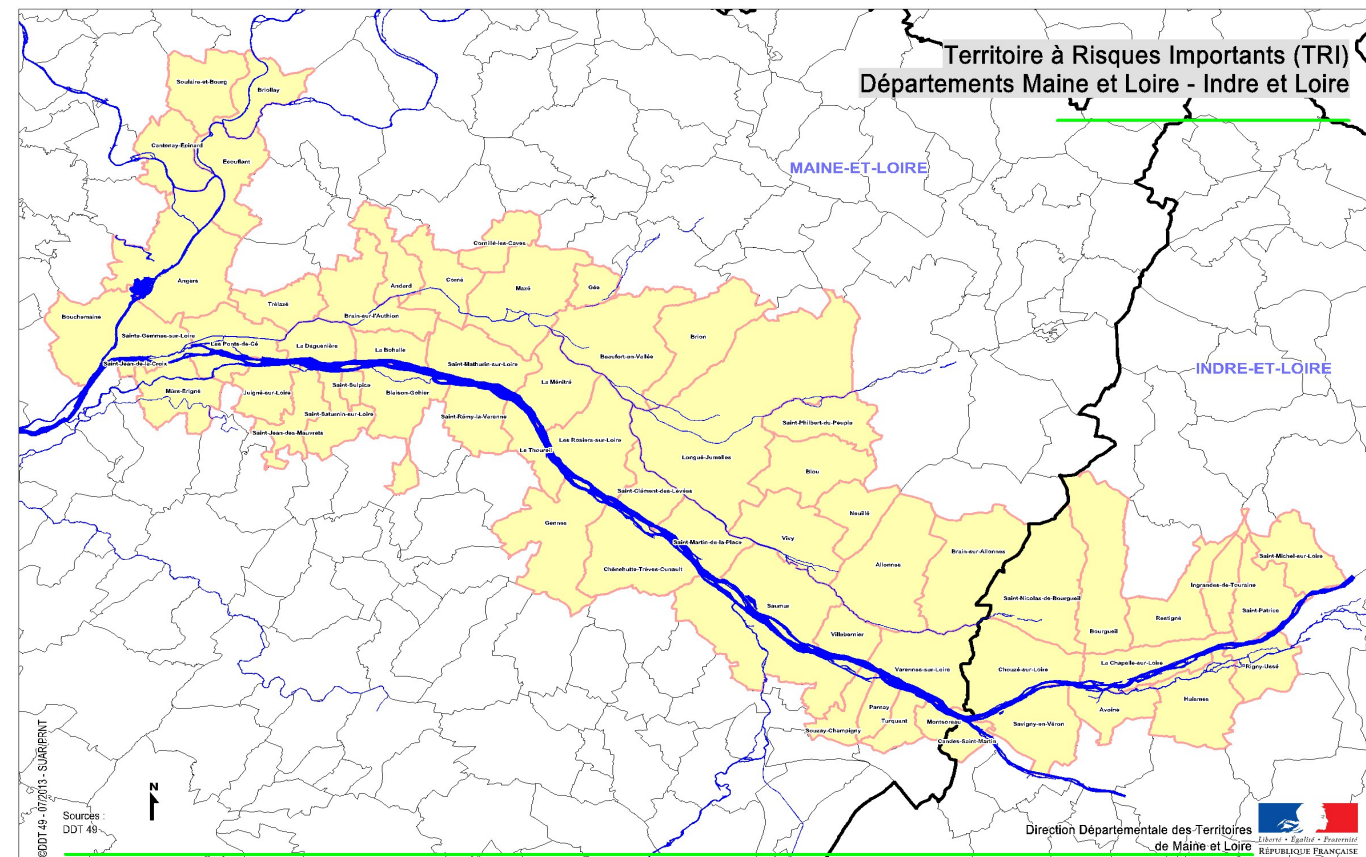 Territoire à Risques Importants (TRI)
Départements Maine et Loire - Indre et Loire
MAINE-ET-LOIRE
INDRE-ET-LOIRE
Soulaire-et-Bourg
Briollay
Cantenay-Épinard
Écouflant
Angers
Bouchemaine
Trélazé
Brain-sur-l'Authion
Andard
Corné
Cornillé-les-Caves
Mazé
Gée
Sainte-Gemmes-sur-Loire
Les Ponts-de-Cé
La Daguenière
La Bohalle
Saint-Mathurin-sur-Loire
Beaufort-en-Vallée
Brion
Saint-Jean-de-la-Croix
Mûrs-Erigné
Juigné-sur-Loire
Saint-Sulpice
Blaison-Gohier
La Ménitré
Saint-Saturnin-sur-Loire
Saint-Rémy-la-Varenne
Saint-Jean-des-Mauvrets
Les Rosiers-sur-Loire
Le Thoureil
Longué-Jumelles
Saint-Philbert-du-Peuple
Blou
Saint-Clément-des-Levées
Neuillé
Gennes
Saint-Martin-de-la-Place
Vivy
Chênehutte-Trèves-Cunault
Allonnes
Brain-sur-Allonnes
Saumur
Villebernier
Varennes-sur-Loire
Souzay-Champigny
Parnay
Turquant
Montsoreau
Candes-Saint-Martin
Saint-Nicolas-de-Bourgueil
Bourgueil
Restigné
Ingrandes-de-Touraine
Saint-Michel-sur-Loire
Saint-Patrice
Chouzé-sur-Loire
La Chapelle-sur-Loire
Rigny-Ussé
Savigny-en-Véron
Avoine
Huismes
©DDT 49 - 07/2013 - SUAR/PRNT
N
Sources :
DDT 49
Direction Départementale des Territoires
de Maine et Loire
Liberté • Égalité • Fraternité
RÉPUBLIQUE FRANÇAISE